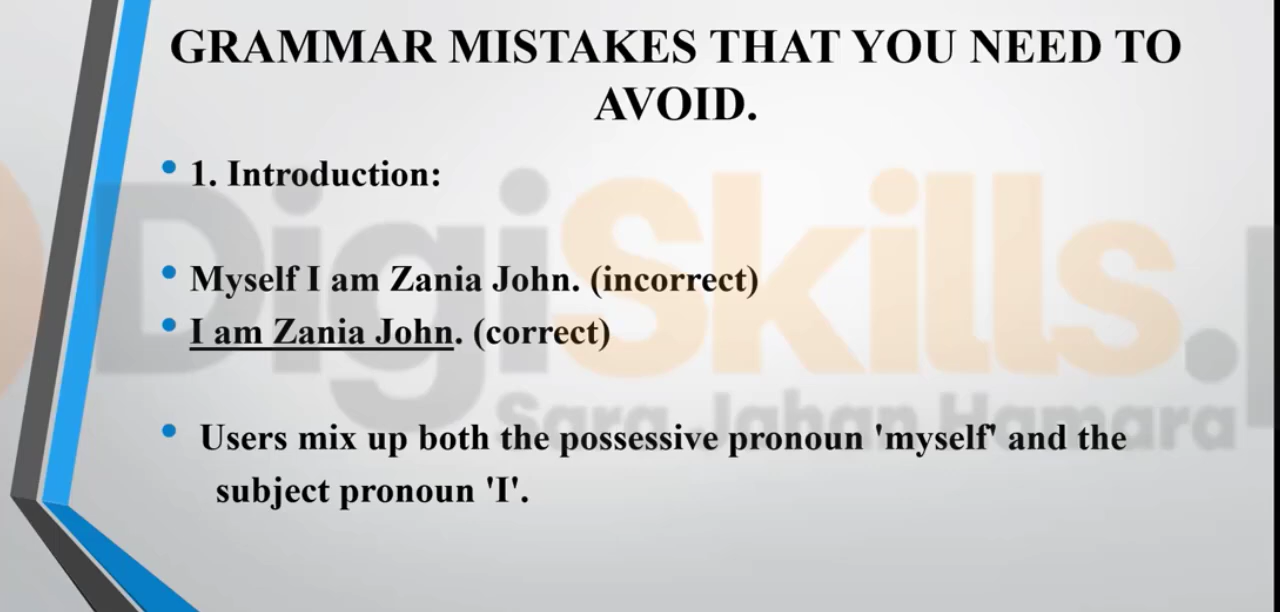 GRAMMAR MISTAKES THAT YOU NEED TO
AVOID.
• 1. Introduction:
• Myself I am Zania John. (incorrect)
• I am Zania John. (correct)
• Users mix up both the possessive pronoun 'myself' and the
subject pronoun 'I'.
DigiSkills.
Sara Jahan Hamara